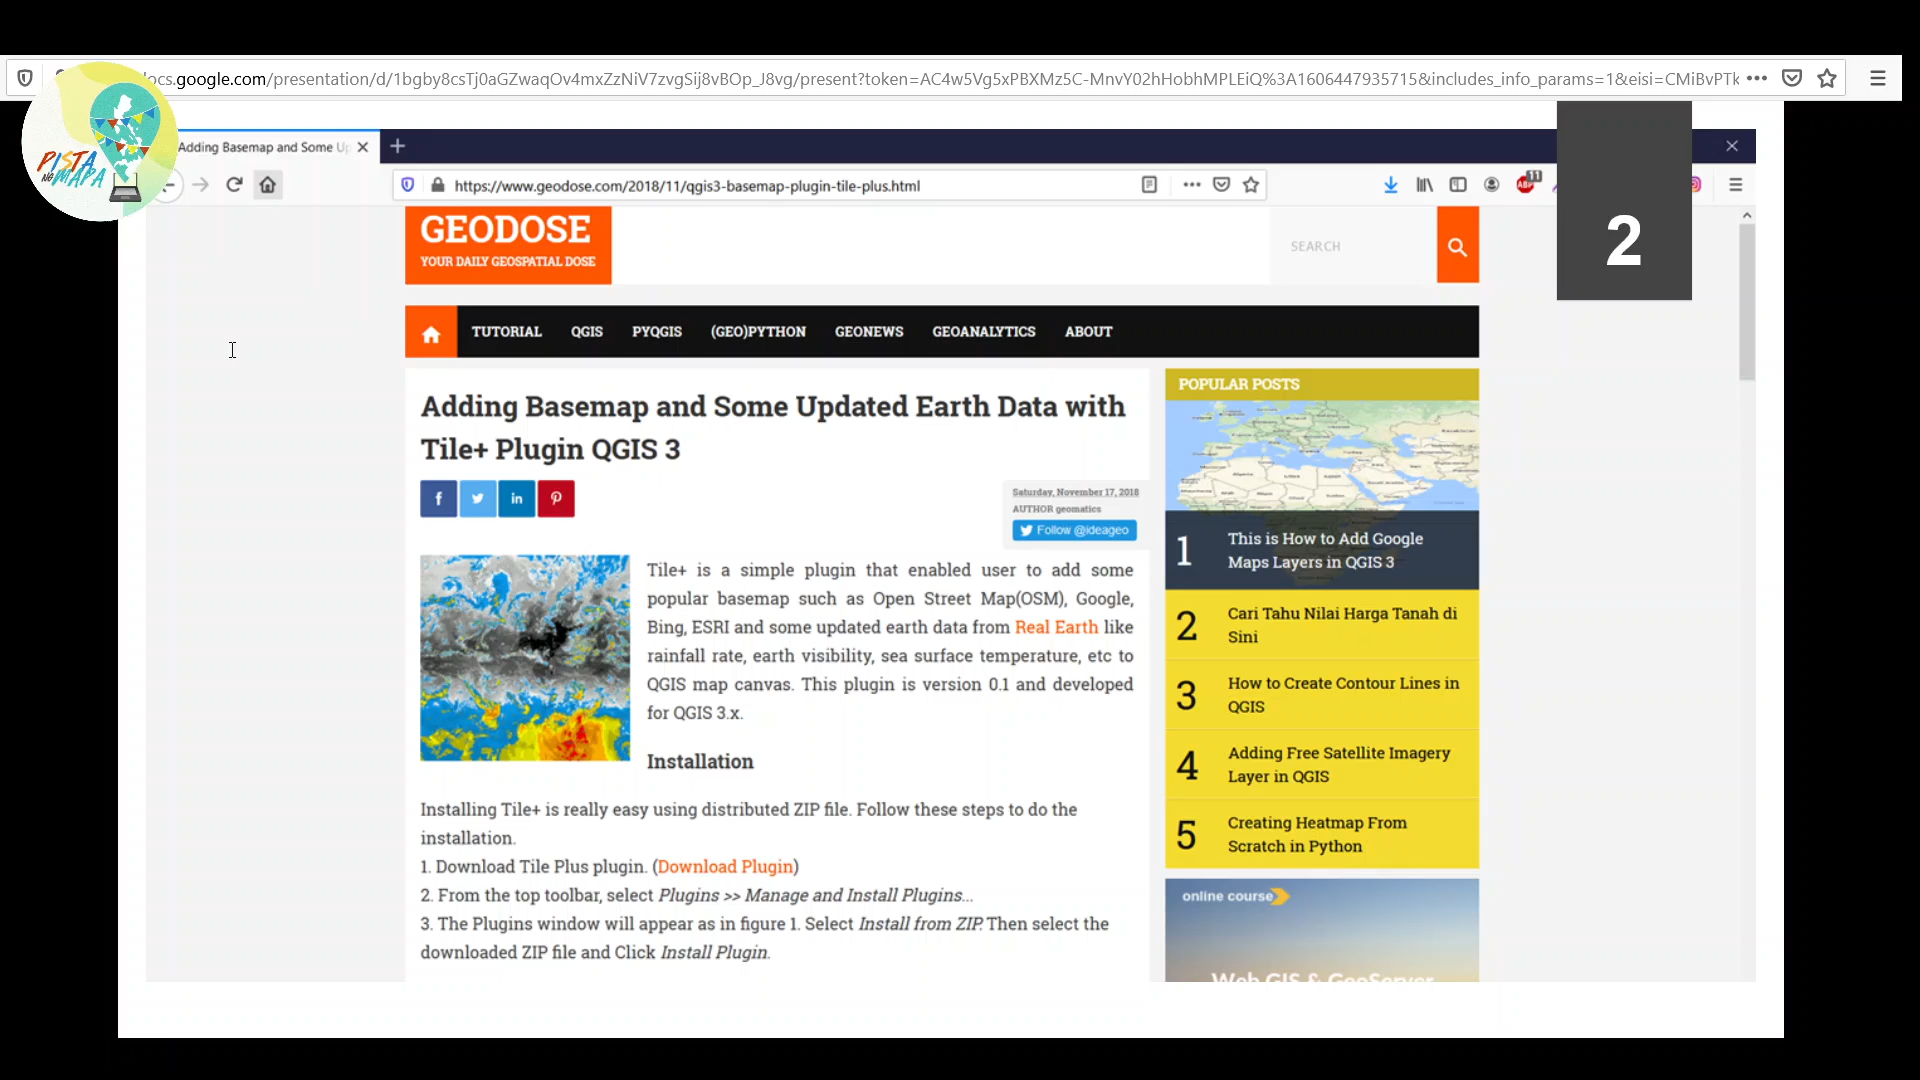 ocs.google.com/presentation/d/1bgby8csTj0aGZwaqOv4mxZzNiV7zvgSij8vBOp_J8vg/present?token=AC4w5Vg5xPBXMz5C-MnvY02hHobhMPLEiQ%3A1606447935715&includes_info_params=1&eisi=CMiBvPTk
PISTA
NG
MAPA
Adding Basemap and Some Up
https://www.geodose.com/2018/11/qgis3-basemap-plugin-tile-plus.html
ABP
11
2
GEODOSE
YOUR DAILY GEOSPATIAL DOSE
SEARCH
TUTORIAL QGIS PYQGIS (GEO)PYTHON GEONEWS GEOANALYTICS ABOUT
Adding Basemap and Some Updated Earth Data with
Tile+ Plugin QGIS 3
Saturday, November 17, 2018
AUTHOR geomatics
Follow @ideageo
Tile+ is a simple plugin that enabled user to add some
popular basemap such as Open Street Map(OSM), Google,
Bing, ESRI and some updated earth data from Real Earth like
rainfall rate, earth visibility, sea surface temperature, etc to
QGIS map canvas. This plugin is version 0.1 and developed
for QGIS 3.x.
Installation
Installing Tile+ is really easy using distributed ZIP file. Follow these steps to do the
installation.
1. Download Tile Plus plugin. (Download Plugin)
2. From the top toolbar, select Plugins >> Manage and Install Plugins...
3. The Plugins window will appear as in figure 1. Select Install from ZIP. Then select the
downloaded ZIP file and Click Install Plugin.
POPULAR POSTS
1
This is How to Add Google
Maps Layers in QGIS 3
2
Cari Tahu Nilai Harga Tanah di
Sini
3
How to Create Contour Lines in
QGIS
4
Adding Free Satellite Imagery
Layer in QGIS
5
Creating Heatmap From
Scratch in Python
online course
Web GIS & GeoServer